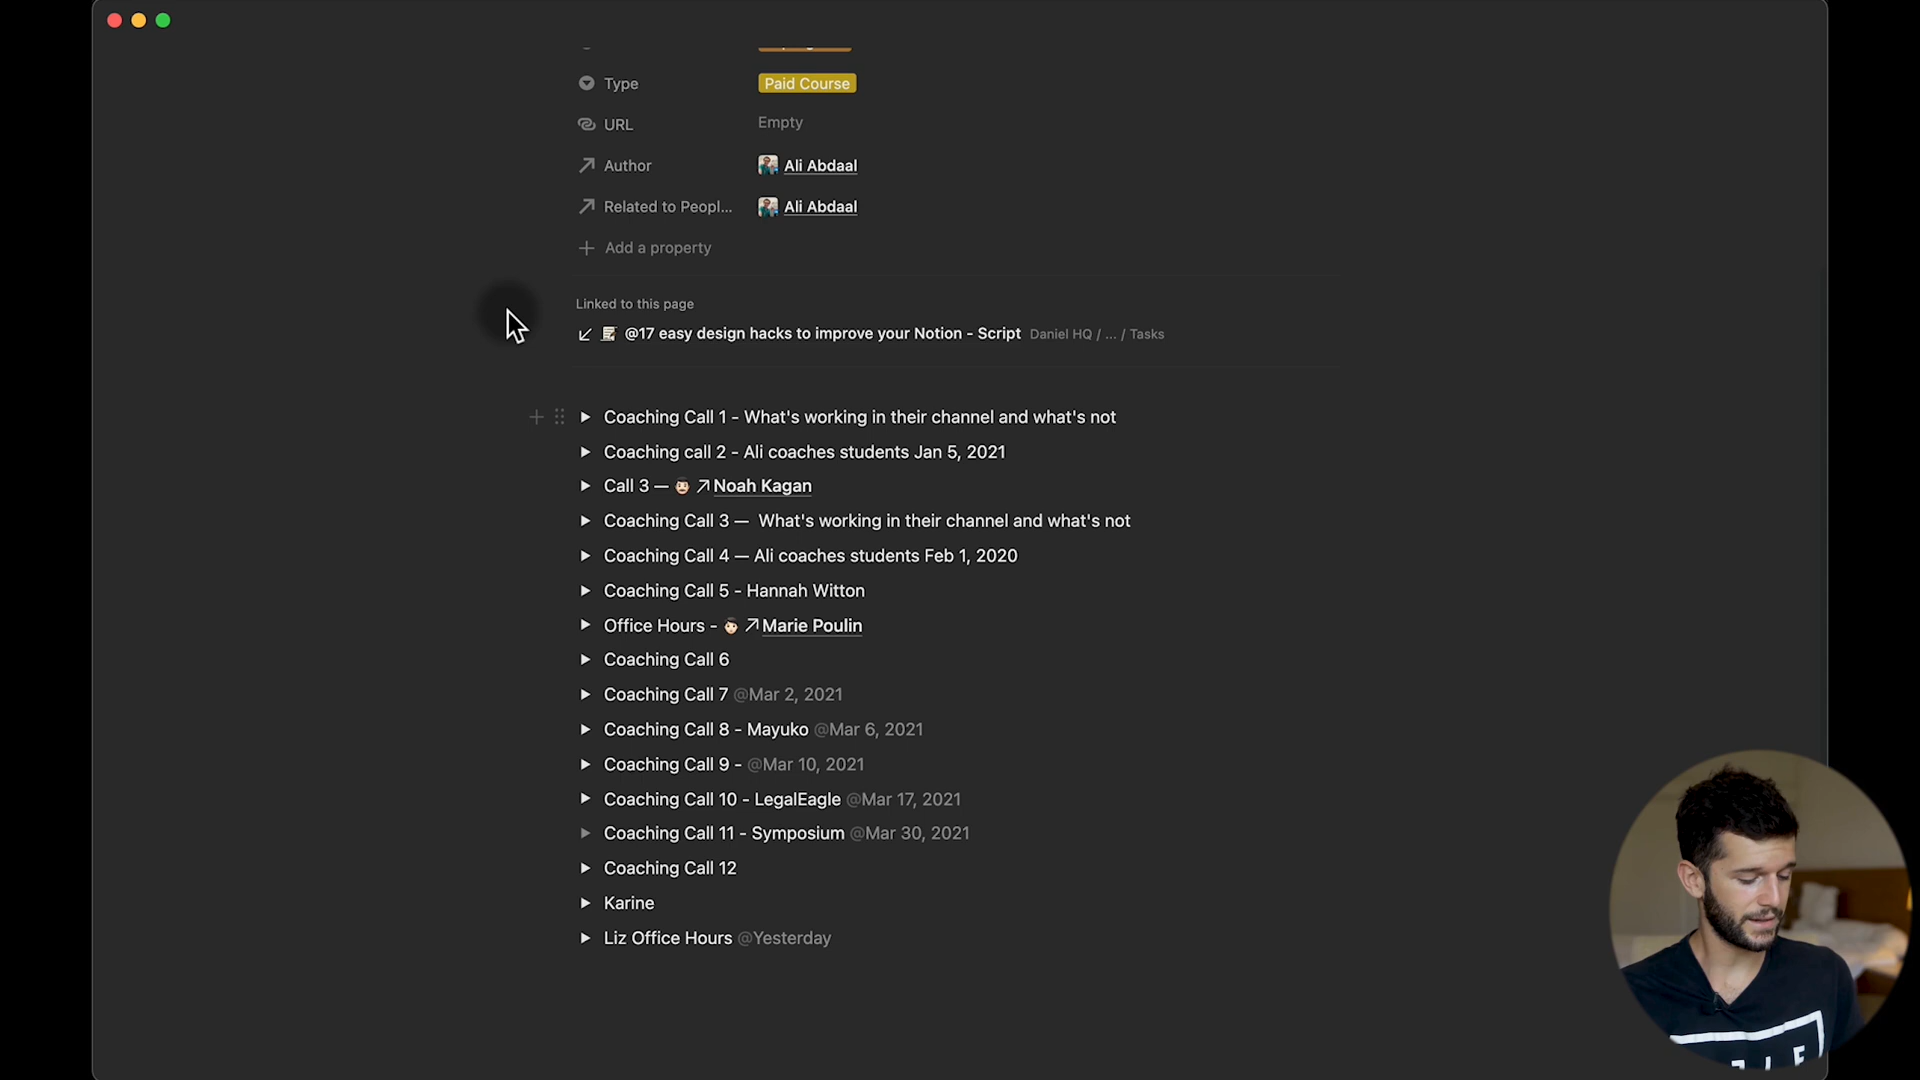 Type Paid Course
URL Empty
Author Ali Abdaal
Related to Peopl... Ali Abdaal
Add a property
Linked to this page
@17 easy design hacks to improve your Notion - Script Daniel HQ / ... / Tasks
Coaching Call 1 - What's working in their channel and what's not
Coaching call 2 - Ali coaches students Jan 5, 2021
Call 3 — Noah Kagan
Coaching Call 3 — What's working in their channel and what's not
Coaching Call 4 — Ali coaches students Feb 1, 2020
Coaching Call 5 - Hannah Witton
Office Hours - Marie Poulin
Coaching Call 6
Coaching Call 7 @Mar 2, 2021
Coaching Call 8 - Mayuko @Mar 6, 2021
Coaching Call 9 - @Mar 10, 2021
Coaching Call 10 - LegalEagle @Mar 17, 2021
Coaching Call 11 - Symposium @Mar 30, 2021
Coaching Call 12
Karine
Liz Office Hours @Yesterday